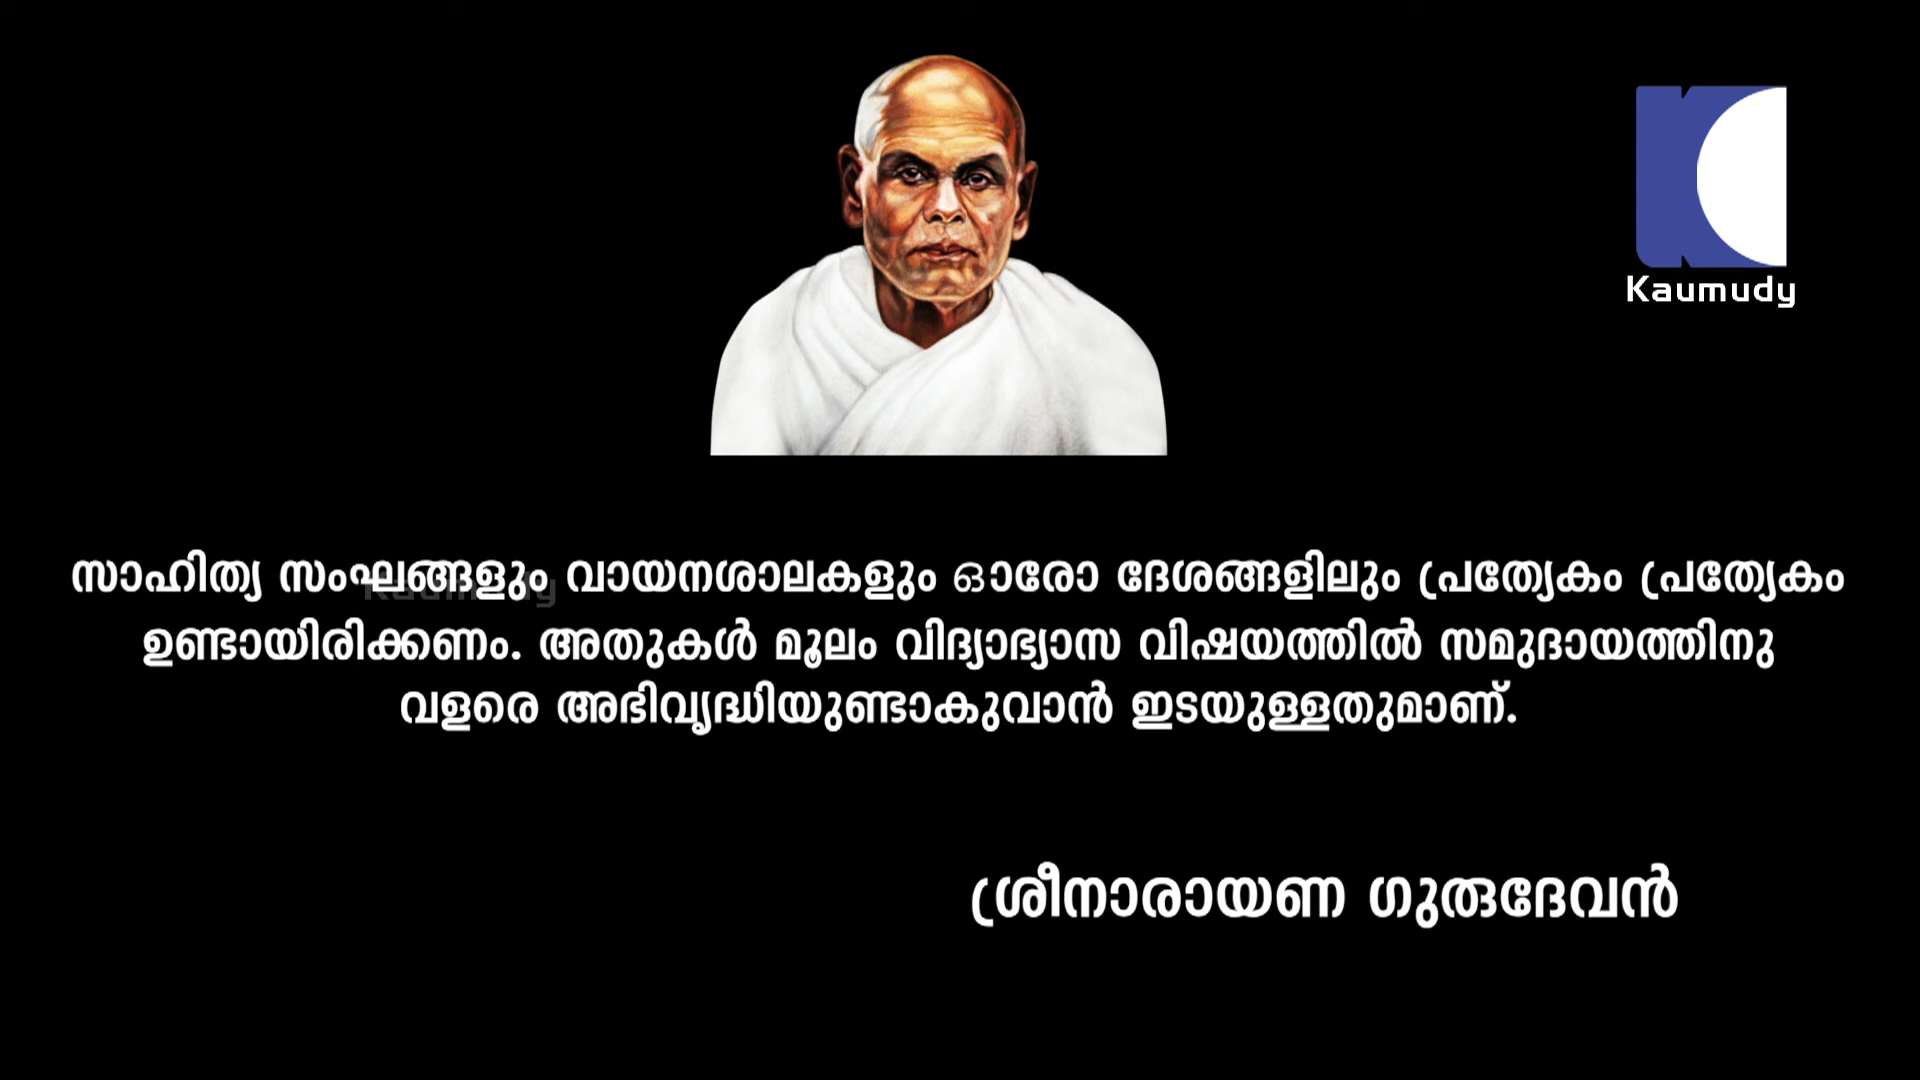 Kaumudy
സാഹിത്യ സംഘങ്ങളും വായനശാലകളും ഓരോ ദേശങ്ങളിലും പ്രത്യേകം പ്രത്യേകം
ഉണ്ടായിരിക്കണം. അതുകൾ മൂലം വിദ്യാഭ്യാസ വിഷയത്തിൽ സമുദായത്തിനു
വളരെ അഭിവൃദ്ധിയുണ്ടാകുവാൻ ഇടയുള്ളതുമാണ്.
ശ്രീനാരായണ ഗുരുദേവൻ
Kaumudy